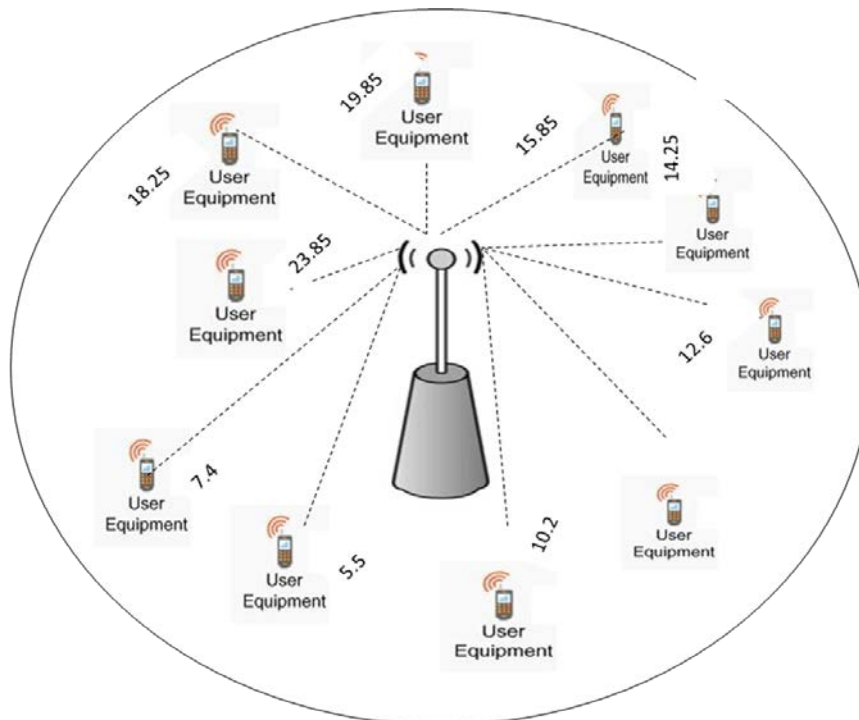 19.85
User
Equipment
15.85
User
Equipment
14.25
18.25
User
Equipment
User
Equipment
23.85
User
Equipment
12.6
User
Equipment
7.4
User
Equipment
5.5
User
Equipment
10.2
User
Equipment
User
Equipment